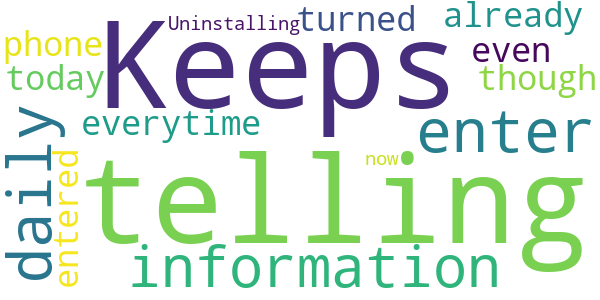 Uninstalling
turned
already
phone
Keeps
even
today
though
everytime
enter
daily
entered
now
telling
information